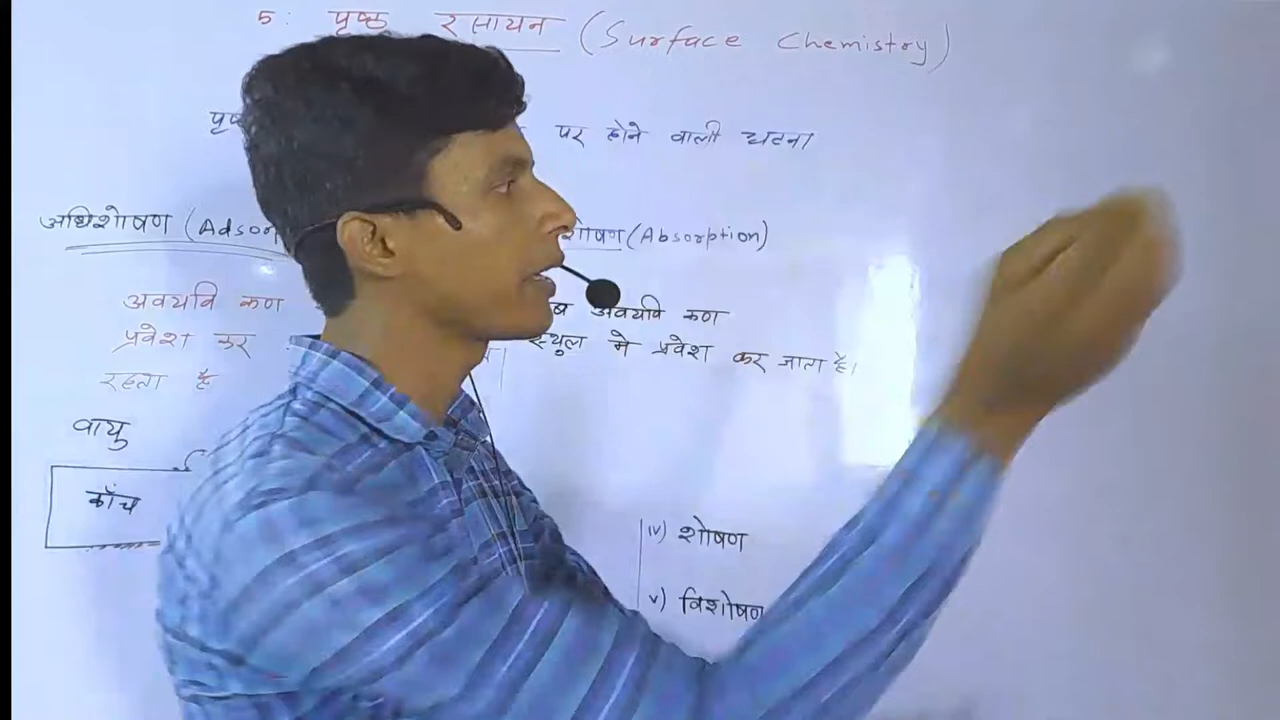 5: पृष्ठ रसायन (Surface Chemistry)
पर होने वाली घटना
अधिशोषण (Adsor
शोषण (Absorption)
अवयवि कण
प्रवेश कर
रहता है
अवयवि कण
स्थुल मे प्रवेश कर जाता है।
वायु
काँच
iv) शोषण
v) विशोषण